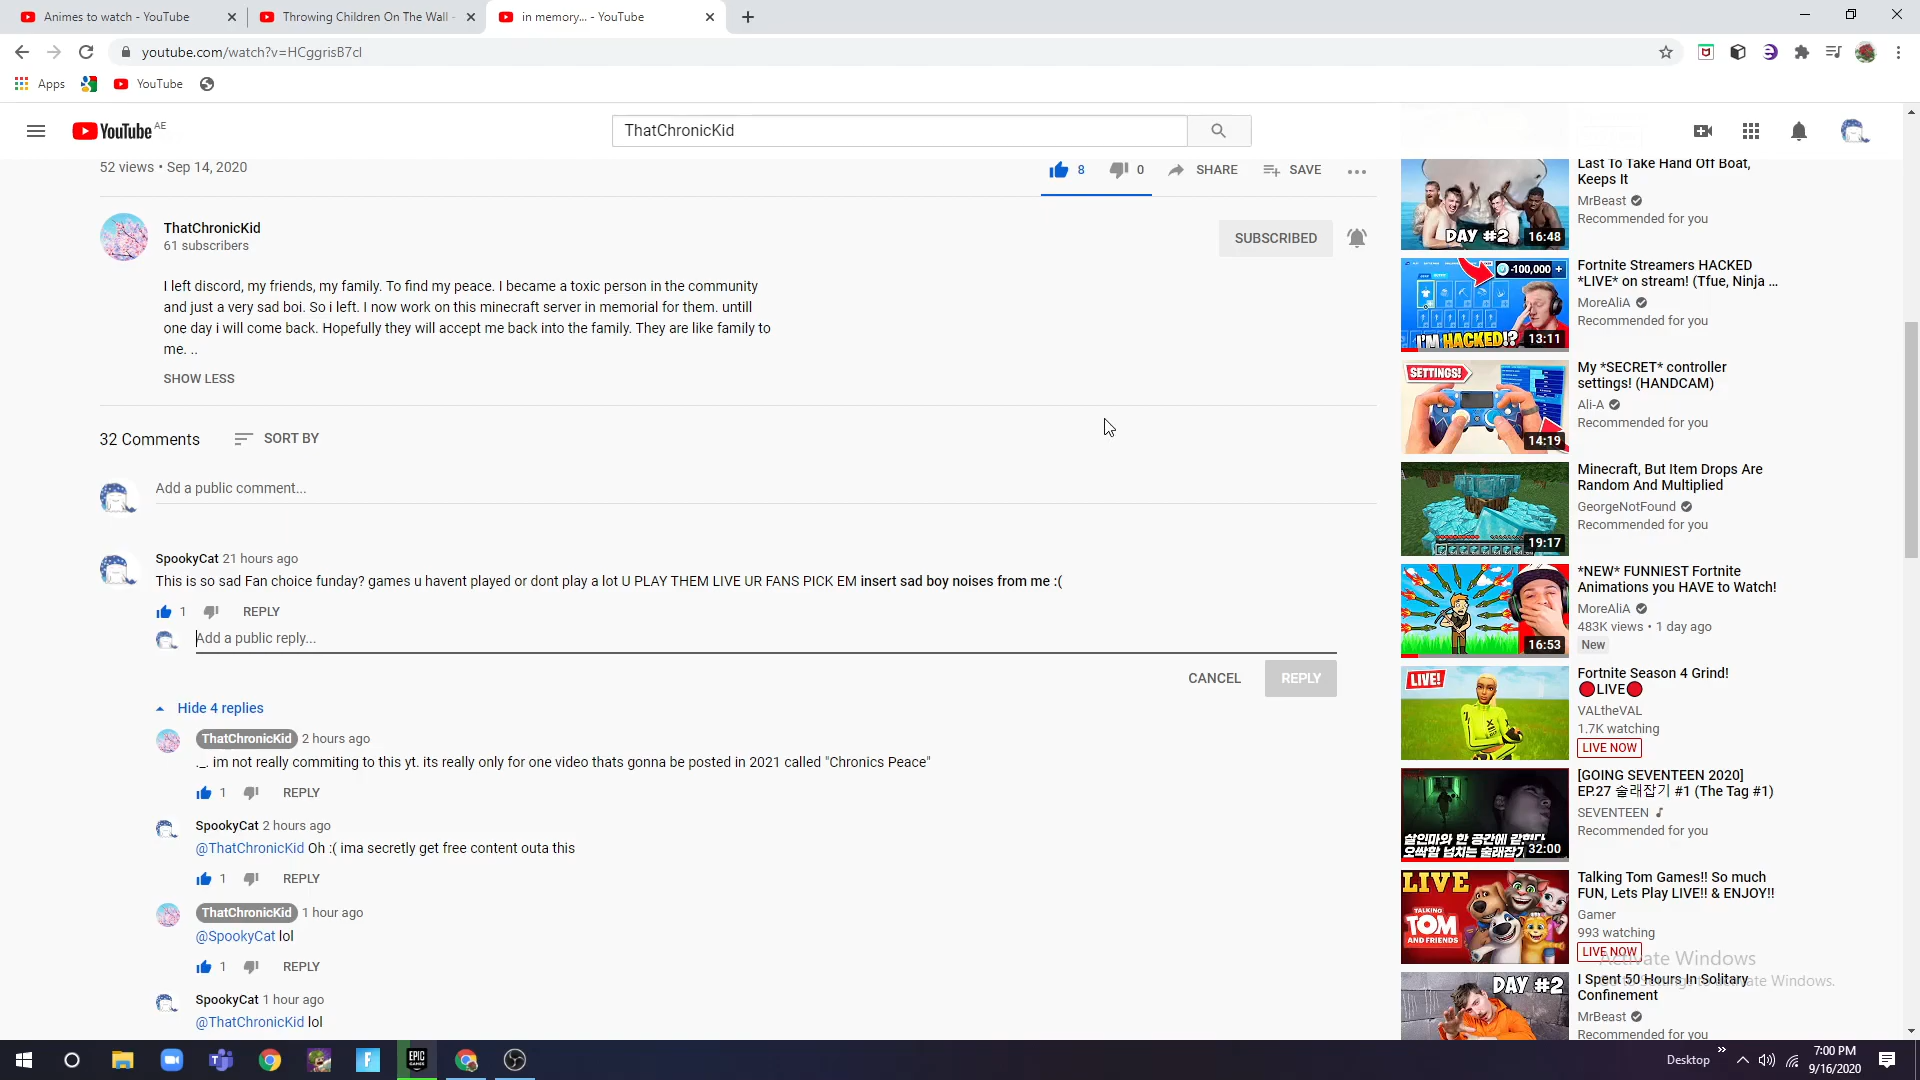 Animes to watch - YouTube
Throwing Children On The Wall -
in memory... - YouTube
youtube.com/watch?v=HCggrisB7cI
Apps
YouTube
YouTube AE
ThatChronicKid
52 views • Sep 14, 2020
8
0
SHARE
SAVE
ThatChronicKid
61 subscribers
SUBSCRIBED
I left discord, my friends, my family. To find my peace. I became a toxic person in the community
and just a very sad boi. So i left. I now work on this minecraft server in memorial for them. untill
one day i will come back. Hopefully they will accept me back into the family. They are like family to
me. ..
SHOW LESS
32 Comments
SORT BY
Add a public comment...
SpookyCat 21 hours ago
This is so sad Fan choice funday? games u havent played or dont play a lot U PLAY THEM LIVE UR FANS PICK EM insert sad boy noises from me :(
1
REPLY
Add a public reply...
CANCEL
REPLY
Hide 4 replies
ThatChronicKid 2 hours ago
._. im not really commiting to this yt. its really only for one video thats gonna be posted in 2021 called "Chronics Peace"
1
REPLY
SpookyCat 2 hours ago
@ThatChronicKid Oh :( ima secretly get free content outa this
1
REPLY
ThatChronicKid 1 hour ago
@SpookyCat lol
1
REPLY
SpookyCat 1 hour ago
@ThatChronicKid lol
DAY #2
16:48
Last To Take Hand Off Boat,
Keeps It
MrBeast
Recommended for you
-100,000 +
I'M HACKED!?
13:11
Fortnite Streamers HACKED
*LIVE* on stream! (Tfue, Ninja ...
MoreAliA
Recommended for you
SETTINGS!
14:19
My *SECRET* controller
settings! (HANDCAM)
Ali-A
Recommended for you
19:17
Minecraft, But Item Drops Are
Random And Multiplied
GeorgeNotFound
Recommended for you
16:53
*NEW* FUNNIEST Fortnite
Animations you HAVE to Watch!
MoreAliA
483K views • 1 day ago
New
LIVE!
Fortnite Season 4 Grind!
LIVE
VALtheVAL
1.7K watching
LIVE NOW
32:00
[GOING SEVENTEEN 2020]
EP.27 술래잡기 #1 (The Tag #1)
SEVENTEEN
Recommended for you
LIVE
TALKING
TOM
AND FRIENDS
Talking Tom Games!! So much
FUN, Lets Play LIVE!! & ENJOY!!
Gamer
993 watching
LIVE NOW
DAY #2
I Spent 50 Hours In Solitary
Confinement
MrBeast
Recommended for you
Activate Windows
Go to Settings to activate Windows.
EPIC
GAMES
Desktop
7:00 PM
9/16/2020